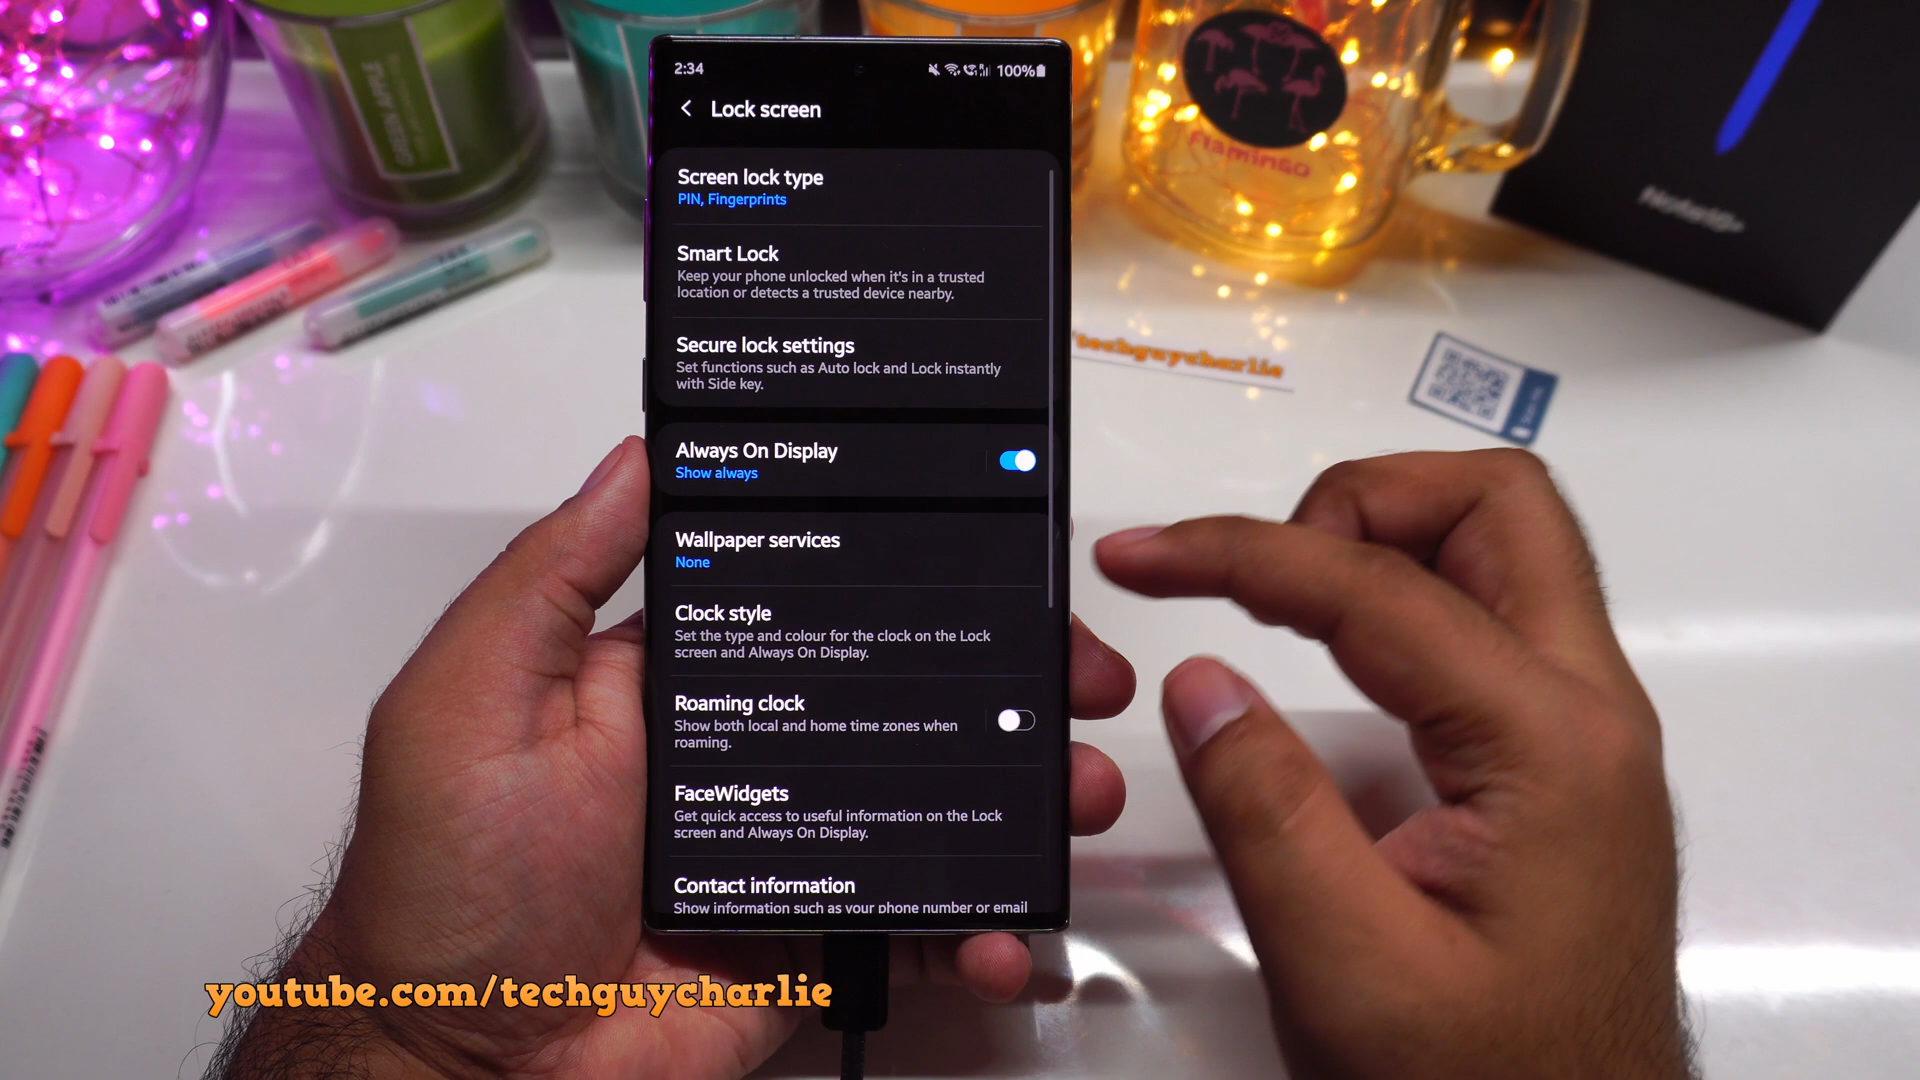 2:34
100%
Lock screen
Screen lock type
PIN, Fingerprints
Smart Lock
Keep your phone unlocked when it's in a trusted
location or detects a trusted device nearby.
Secure lock settings
Set functions such as Auto lock and Lock instantly
with Side key.
Always On Display
Show always
Wallpaper services
None
Clock style
Set the type and colour for the clock on the Lock
screen and Always On Display.
Roaming clock
Show both local and home time zones when
roaming.
FaceWidgets
Get quick access to useful information on the Lock
screen and Always On Display.
Contact information
Show information such as your phone number or email
GREEN APPLE
Flamingo
Note10+
/techguycharlie
youtube.com/techguycharlie